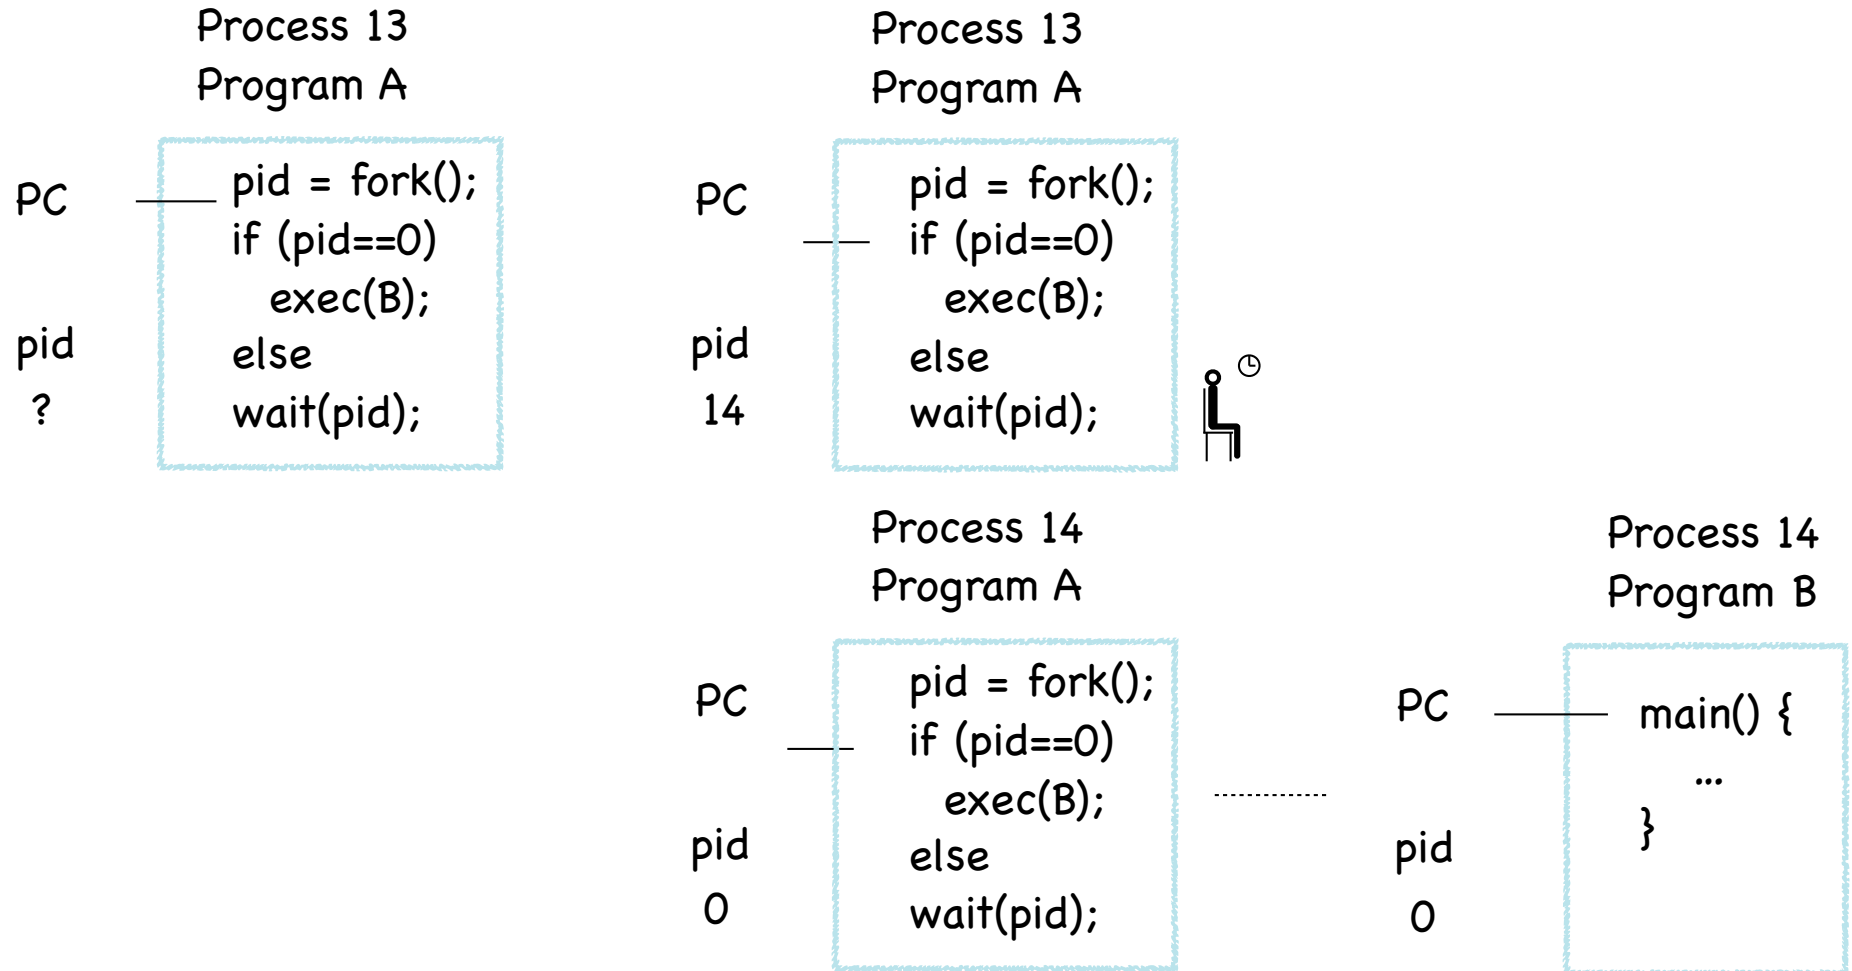 Process 13
Program A
PC
pid = fork();
if (pid==0)
exec(B);
else
wait(pid);
pid
?
Process 13
Program A
PC
pid = fork();
if (pid==0)
exec(B);
else
wait(pid);
pid
14
Process 14
Program A
PC
pid = fork();
if (pid==0)
exec(B);
else
wait(pid);
pid
0
Process 14
Program B
PC
main() {
...
}
pid
0